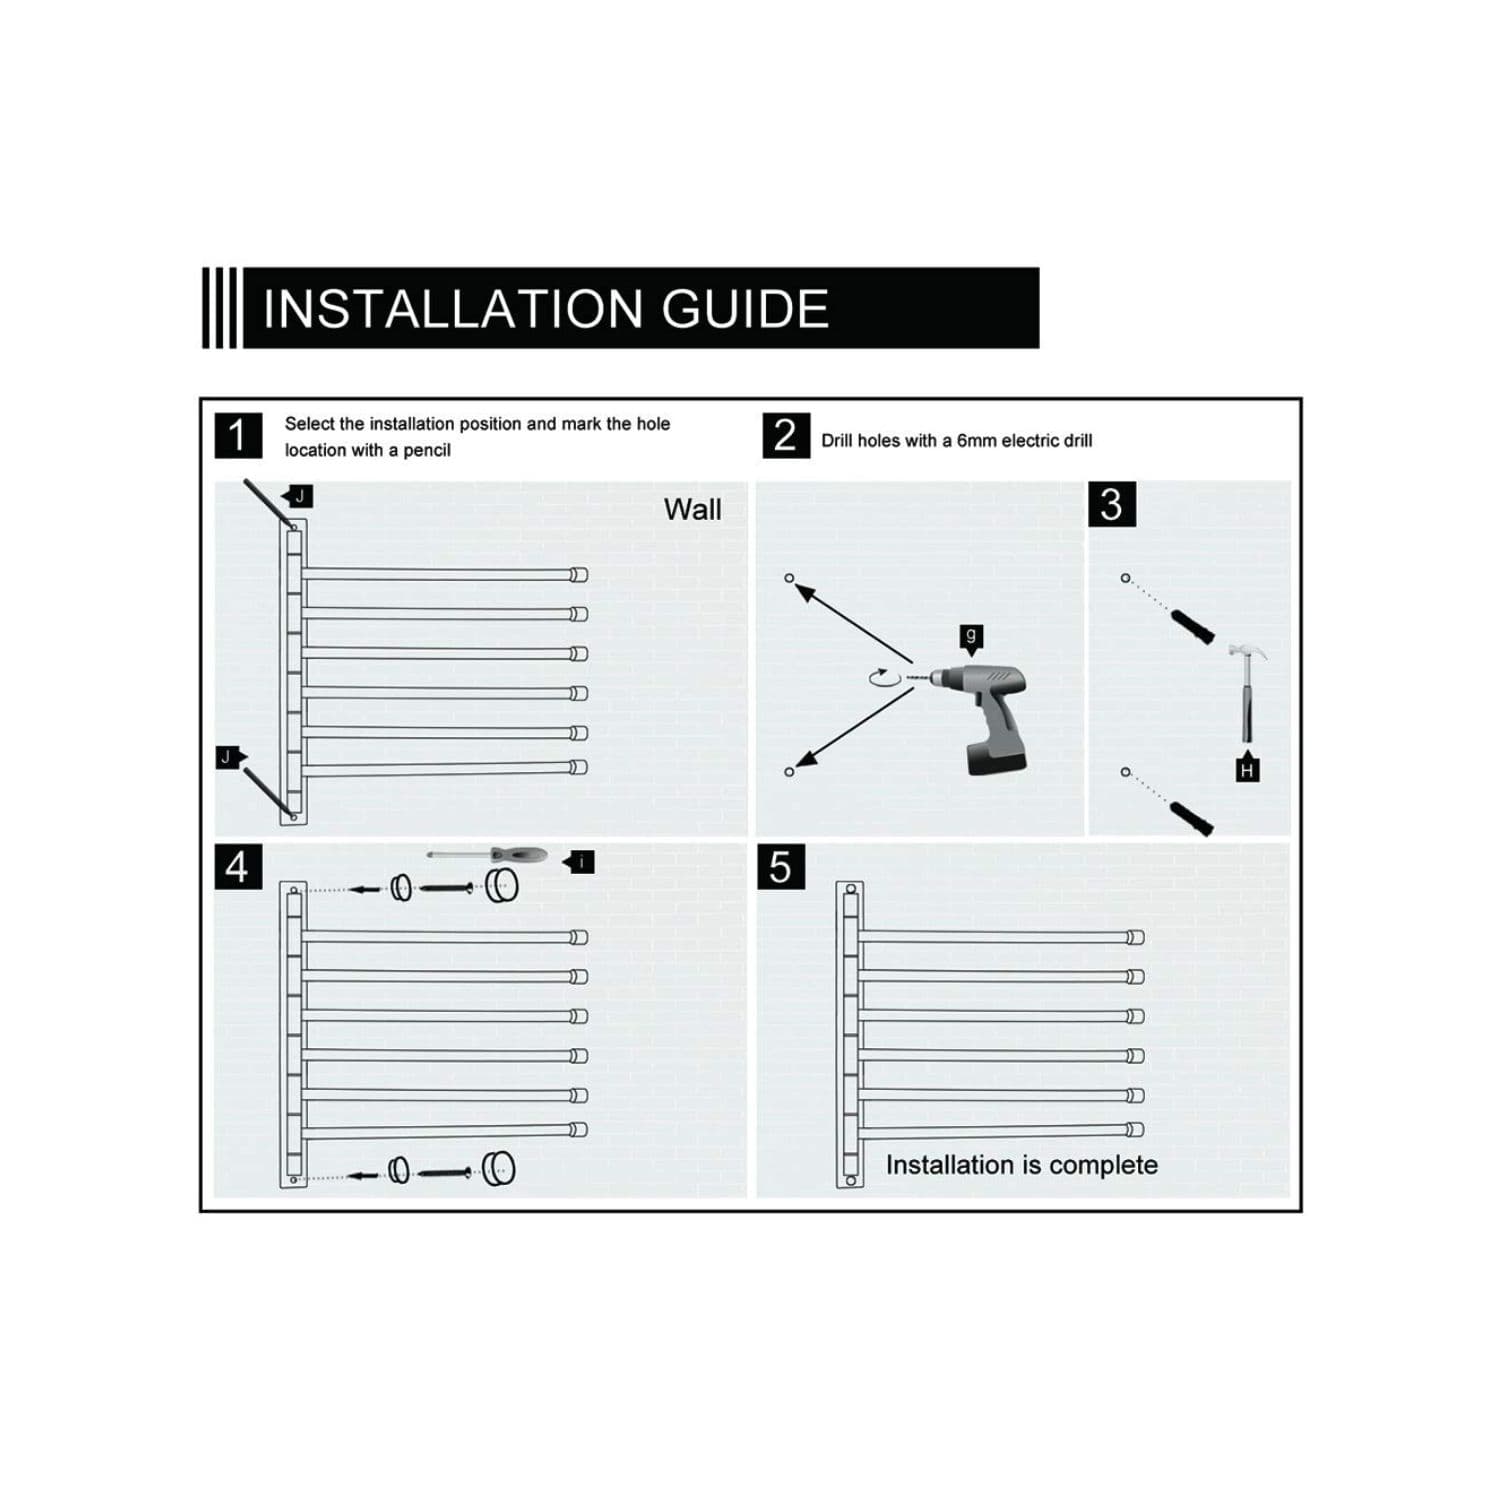 INSTALLATION GUIDE
1
Select the installation position and mark the hole
location with a pencil
2
Drill holes with a 6mm electric drill
J
Wall
J
g
3
H
4
i
5
Installation is complete